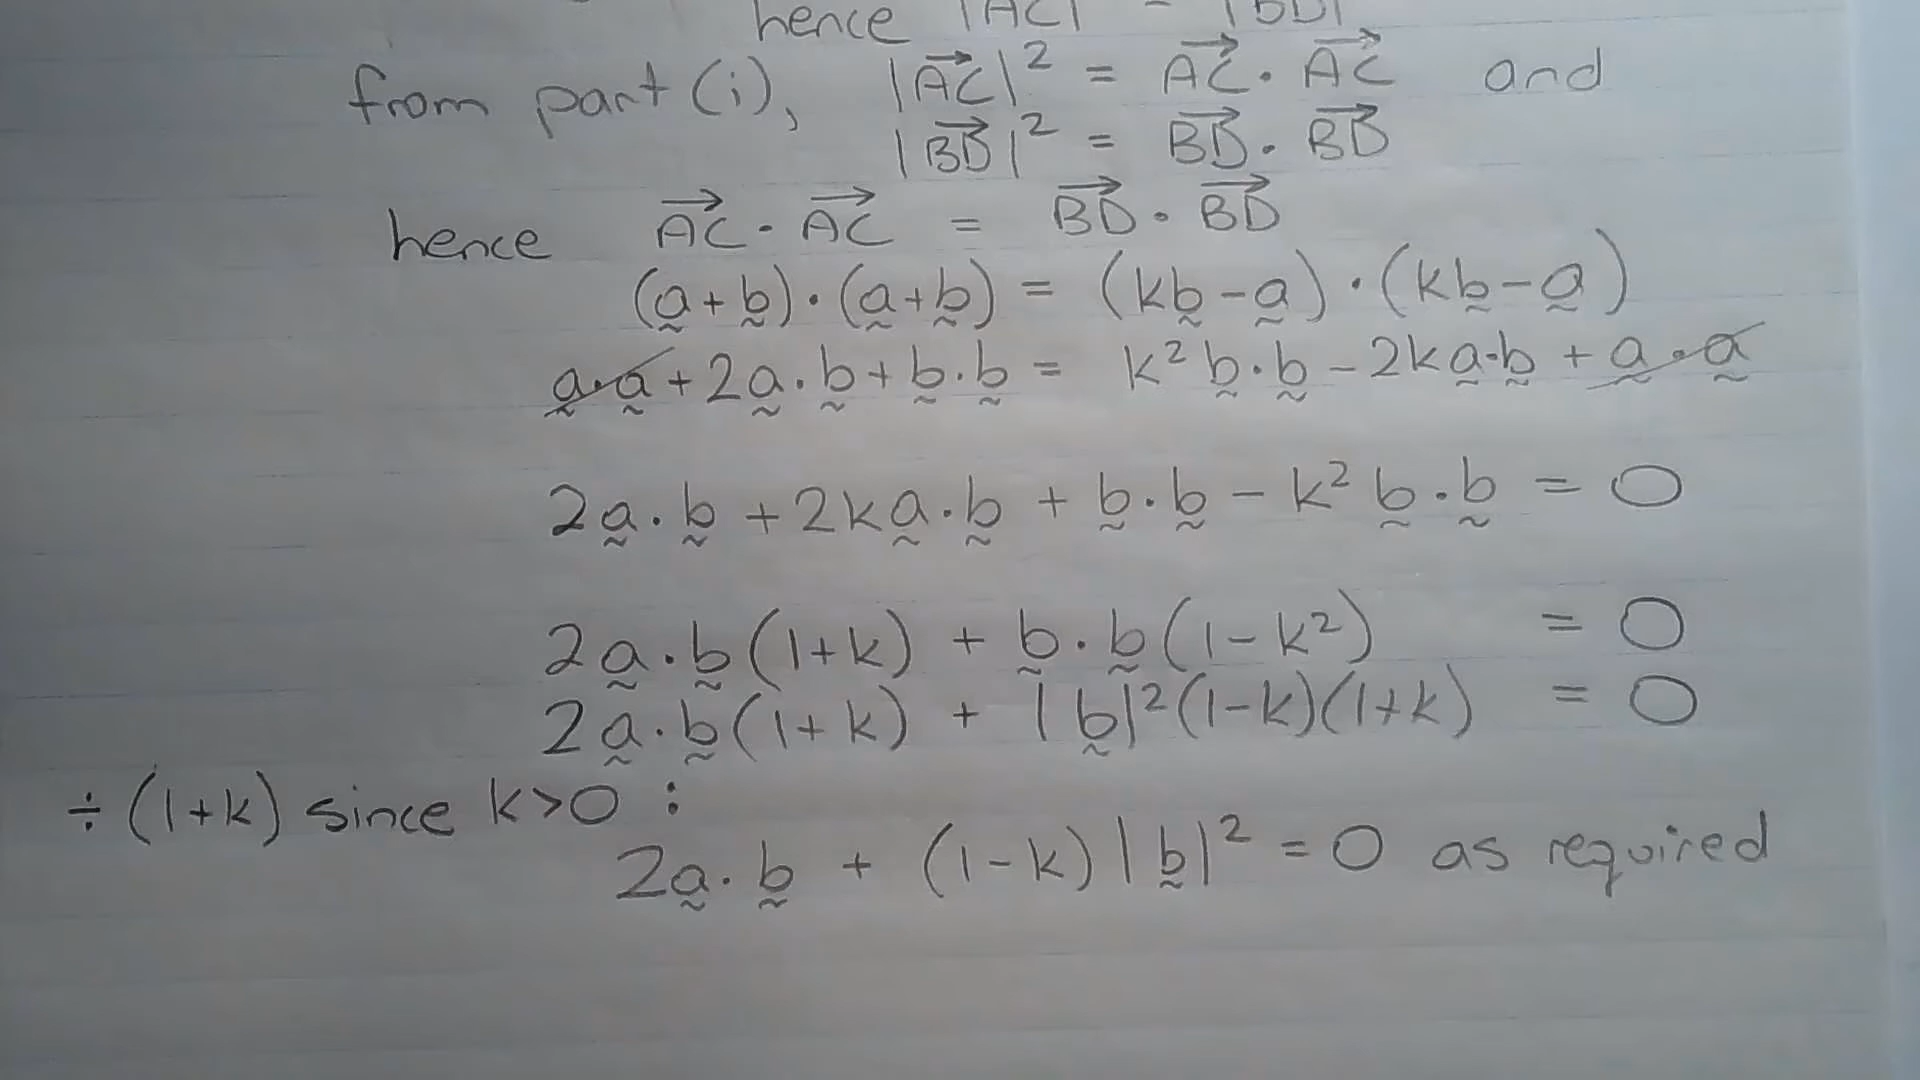 hence |AC| = |BD|
from part (i), |AC→|² = AC→ · AC→ and
|BD→|² = BD→ · BD→
hence AC→ · AC→ = BD→ · BD→
(a̰ + b̰) · (a̰ + b̰) = (kb̰ - a̰) · (kb̰ - a̰)
a̰ · a̰ + 2a̰ · b̰ + b̰ · b̰ = k² b̰ · b̰ - 2k a̰ · b̰ + a̰ · a̰
2a̰ · b̰ + 2k a̰ · b̰ + b̰ · b̰ - k² b̰ · b̰ = 0
2a̰ · b̰ (1+k) + b̰ · b̰ (1 - k²) = 0
2a̰ · b̰ (1+k) + |b̰|² (1-k)(1+k) = 0
÷ (1+k) since k>0 :
2a̰ · b̰ + (1-k) |b̰|² = 0 as required